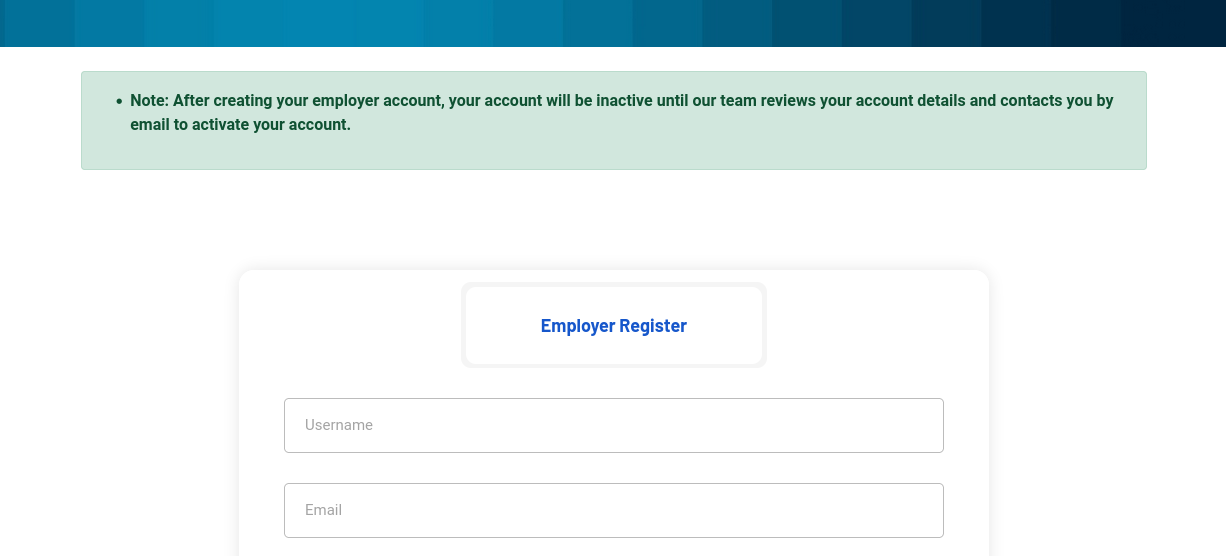 • Note: After creating your employer account, your account will be inactive until our team reviews your account details and contacts you by
email to activate your account.
Employer Register
Username
Email